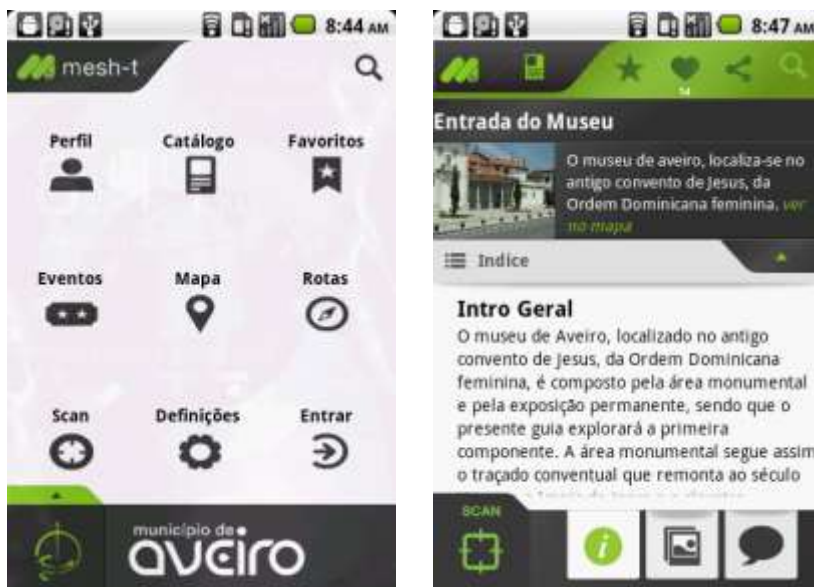 8:44 AM
mesh-t
Perfil Catálogo Favoritos
Eventos Mapa Rotas
Scan Definições Entrar
município de
aveiro
8:47 AM
54
Entrada do Museu
O museu de aveiro, localiza-se no
antigo convento de Jesus, da
Ordem Dominicana feminina. ver
no mapa
Indice
Intro Geral
O museu de Aveiro, localizado no antigo
convento de Jesus, da Ordem Dominicana
feminina, é composto pela área monumental
e pela exposição permanente, sendo que o
presente guia explorará a primeira
componente. A área monumental segue assim
o traçado conventual que remonta ao século
SCAN